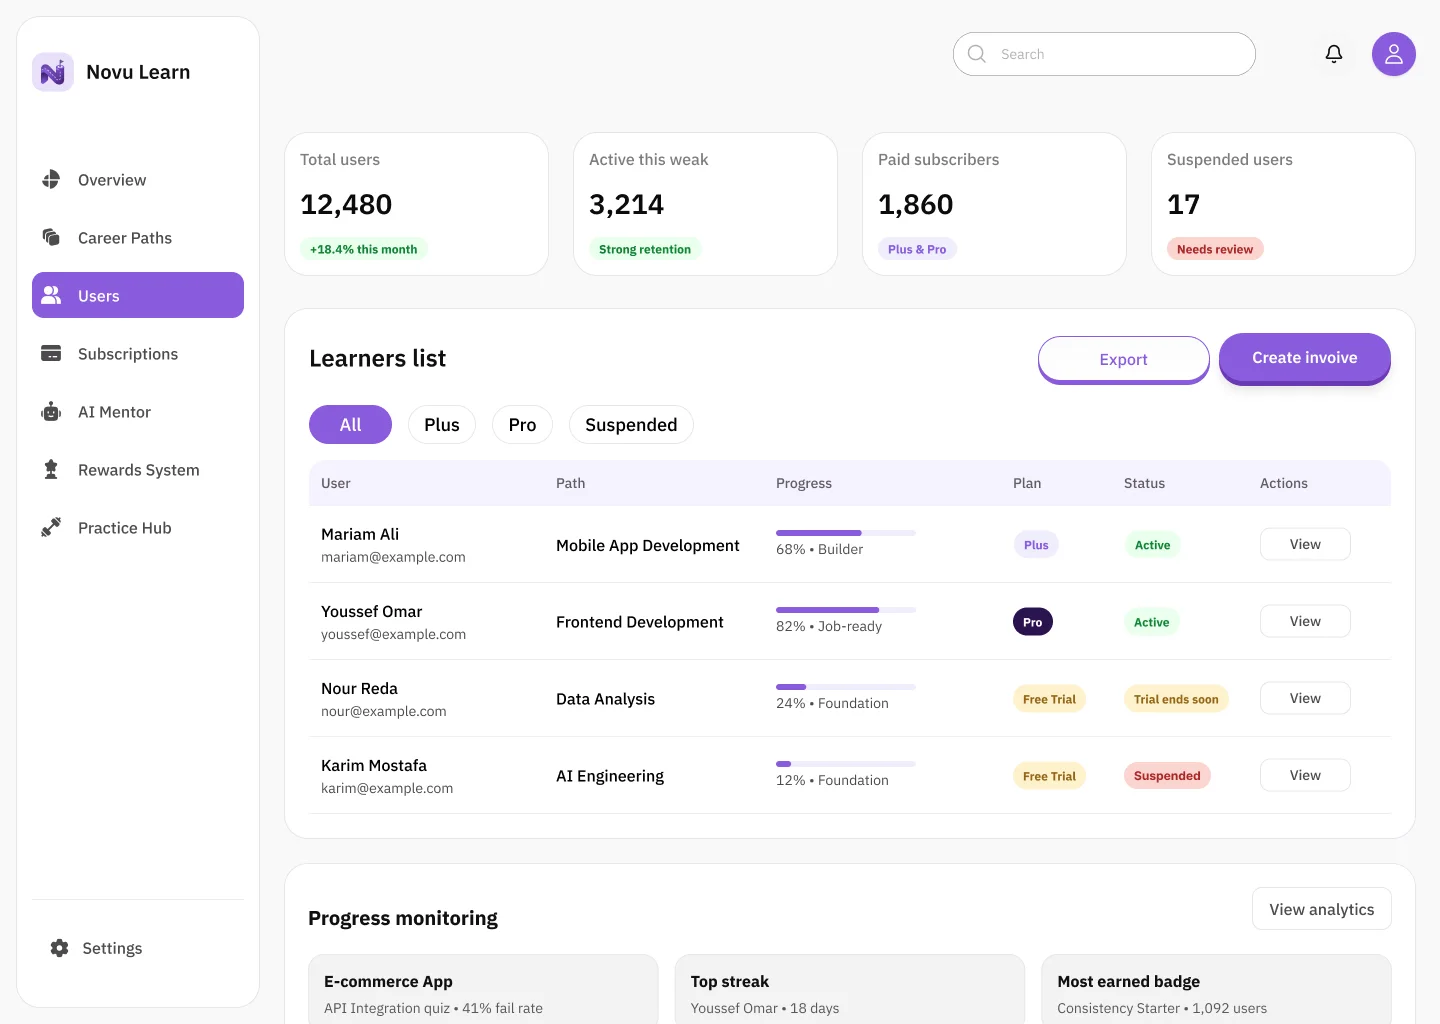 Novu Learn
Search
Overview
Career Paths
Users
Subscriptions
AI Mentor
Rewards System
Practice Hub
Settings
Total users
12,480
+18.4% this month
Active this weak
3,214
Strong retention
Paid subscribers
1,860
Plus & Pro
Suspended users
17
Needs review
Learners list
Export
Create invoive
All
Plus
Pro
Suspended
User Path Progress Plan Status Actions
Mariam Ali
mariam@example.com
Mobile App Development
68% • Builder
Plus
Active
View
Youssef Omar
youssef@example.com
Frontend Development
82% • Job-ready
Pro
Active
View
Nour Reda
nour@example.com
Data Analysis
24% • Foundation
Free Trial
Trial ends soon
View
Karim Mostafa
karim@example.com
AI Engineering
12% • Foundation
Free Trial
Suspended
View
Progress monitoring
View analytics
E-commerce App
API Integration quiz • 41% fail rate
Top streak
Youssef Omar • 18 days
Most earned badge
Consistency Starter • 1,092 users